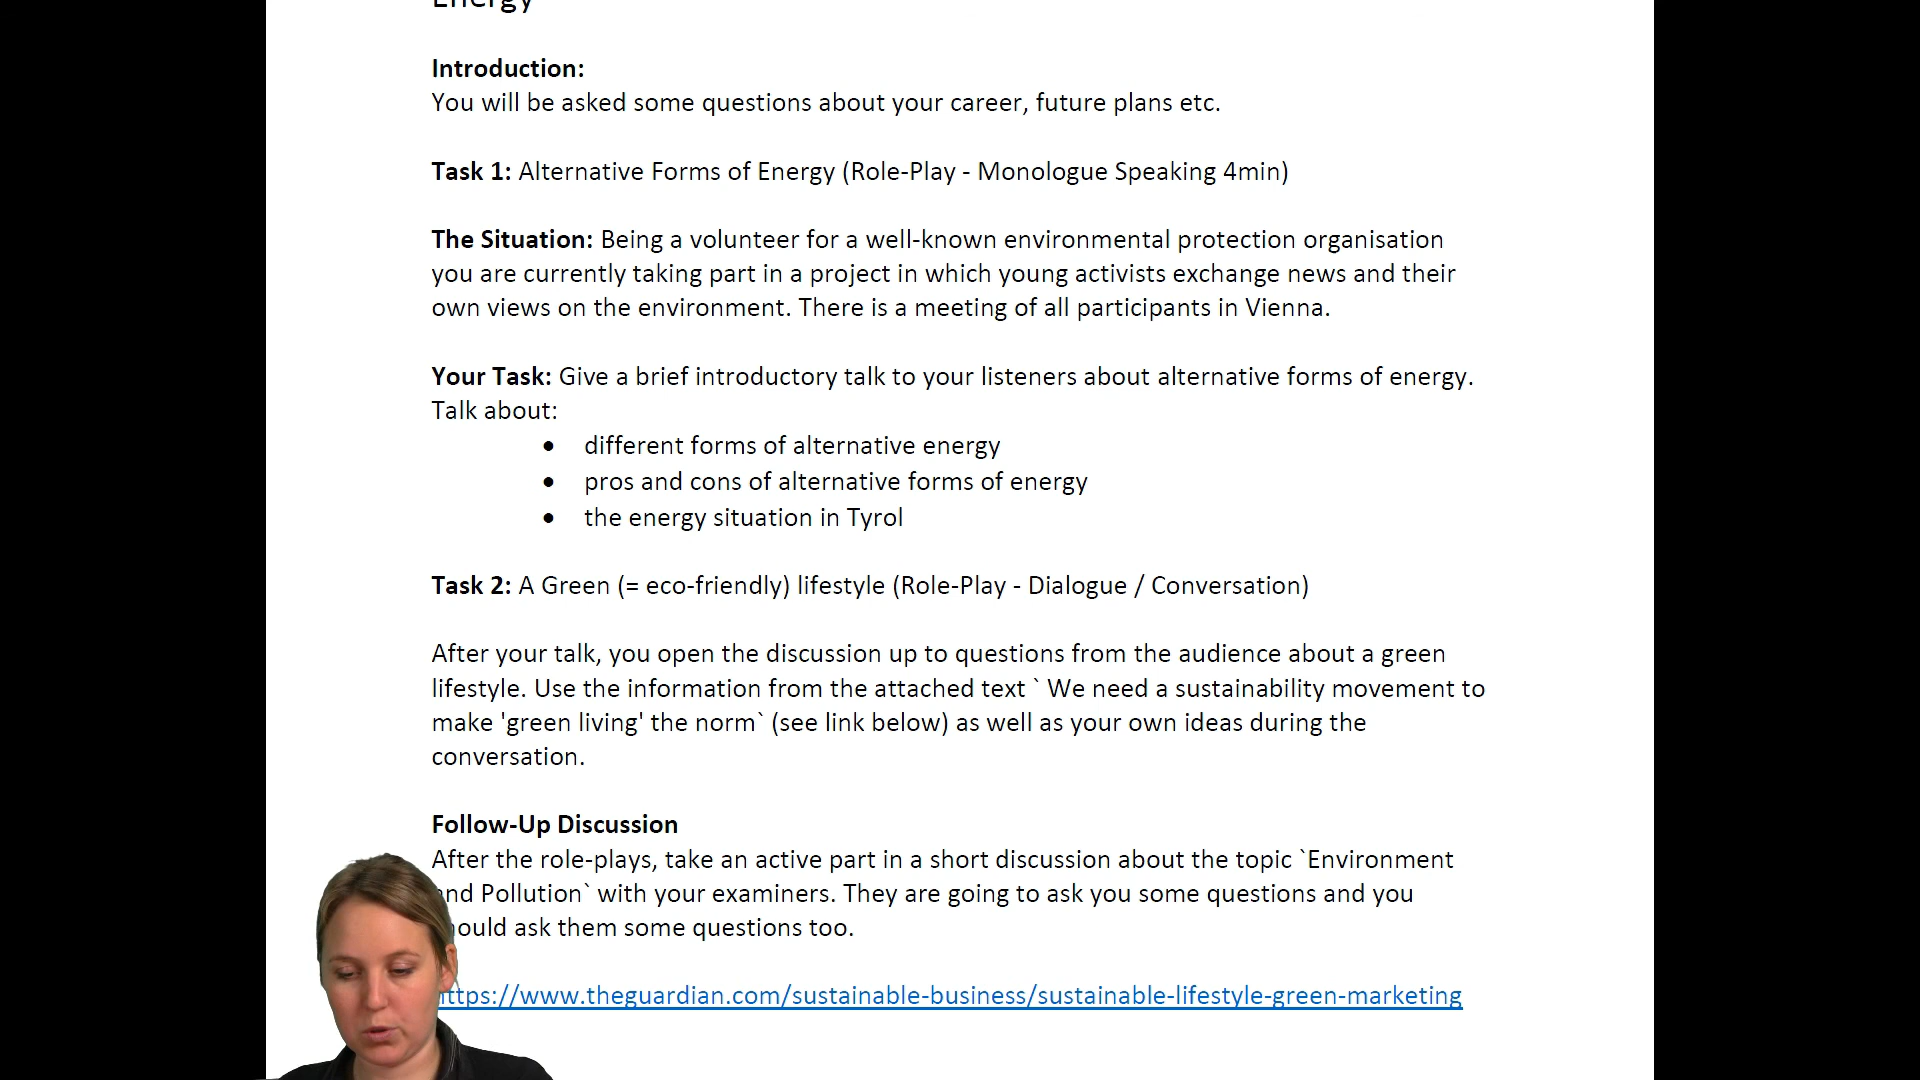 Energy
Introduction:
You will be asked some questions about your career, future plans etc.
Task 1: Alternative Forms of Energy (Role-Play - Monologue Speaking 4min)
The Situation: Being a volunteer for a well-known environmental protection organisation
you are currently taking part in a project in which young activists exchange news and their
own views on the environment. There is a meeting of all participants in Vienna.
Your Task: Give a brief introductory talk to your listeners about alternative forms of energy.
Talk about:
• different forms of alternative energy
• pros and cons of alternative forms of energy
• the energy situation in Tyrol
Task 2: A Green (= eco-friendly) lifestyle (Role-Play - Dialogue / Conversation)
After your talk, you open the discussion up to questions from the audience about a green
lifestyle. Use the information from the attached text ` We need a sustainability movement to
make 'green living' the norm` (see link below) as well as your own ideas during the
conversation.
Follow-Up Discussion
After the role-plays, take an active part in a short discussion about the topic `Environment
and Pollution` with your examiners. They are going to ask you some questions and you
should ask them some questions too.
https://www.theguardian.com/sustainable-business/sustainable-lifestyle-green-marketing